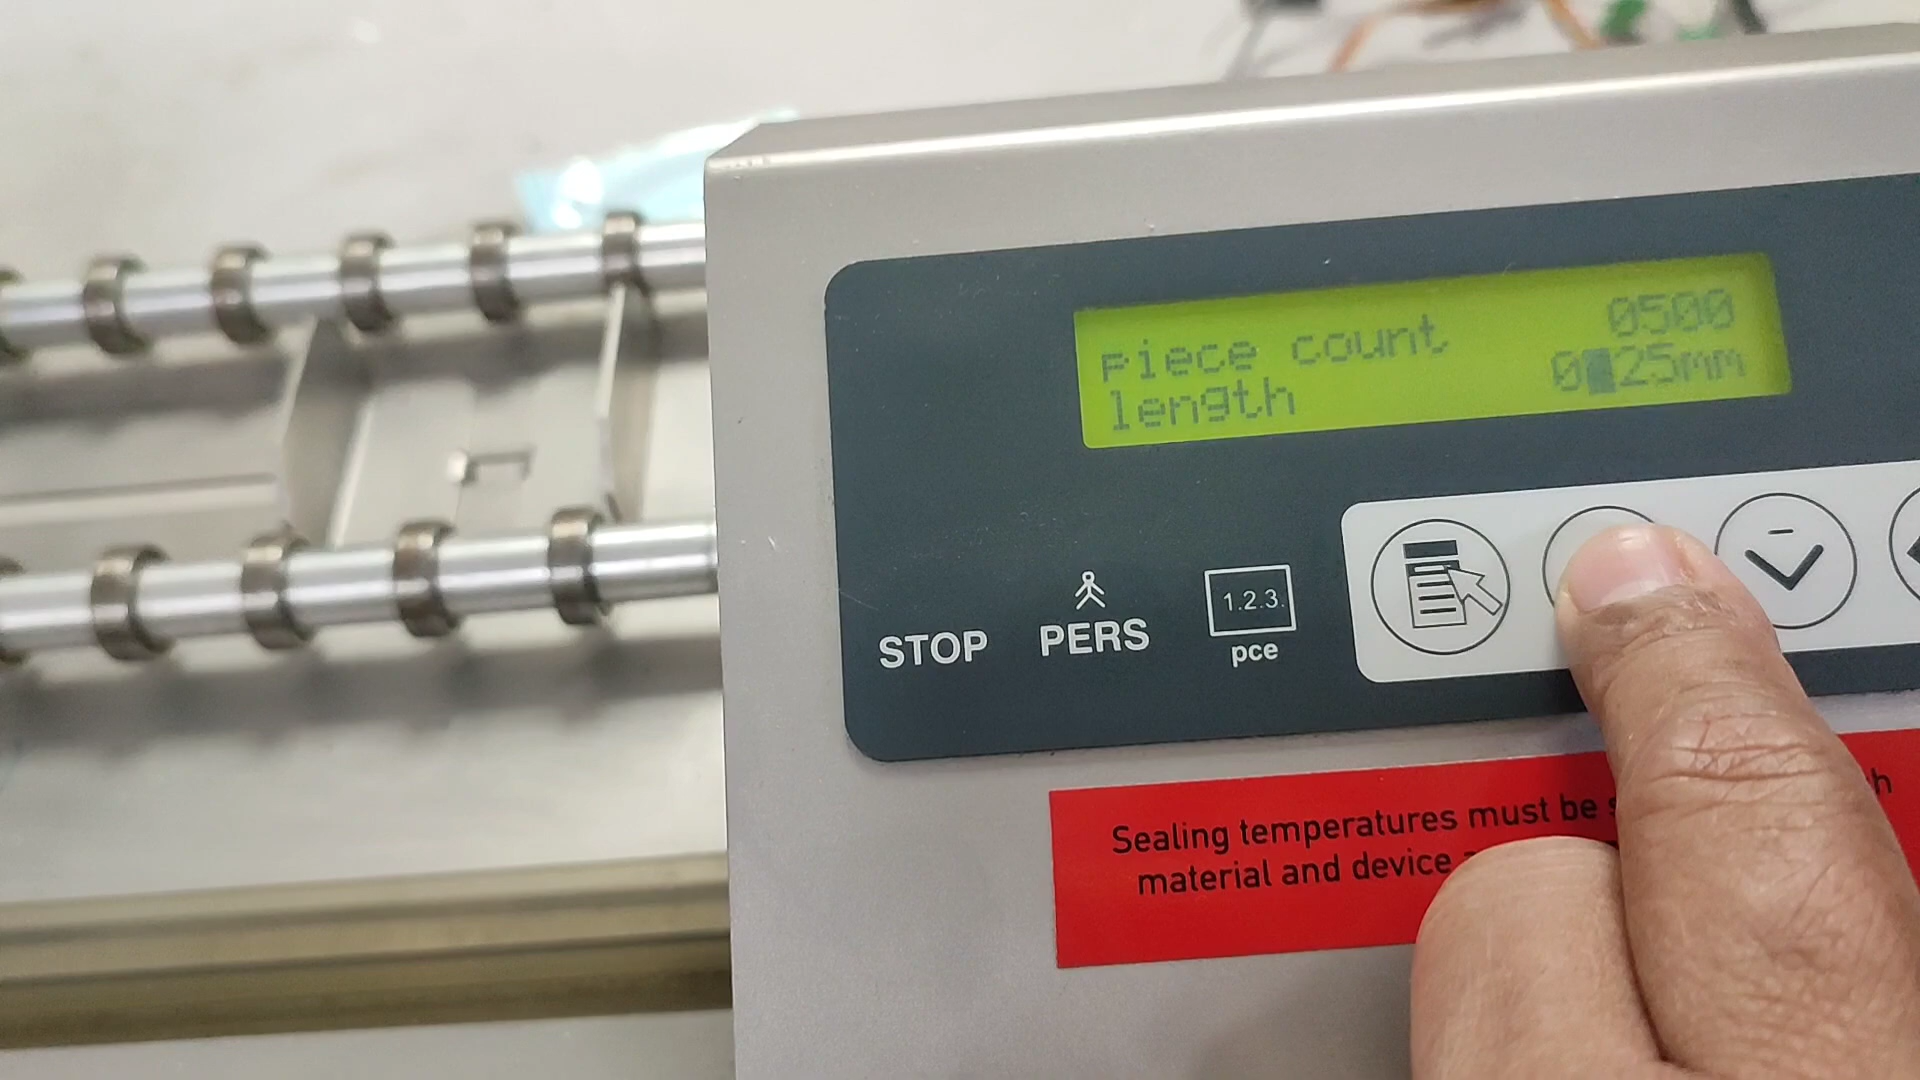 piece count 0500
length 0█25mm
STOP
PERS
1.2.3.
pce
Sealing temperatures must be
material and device